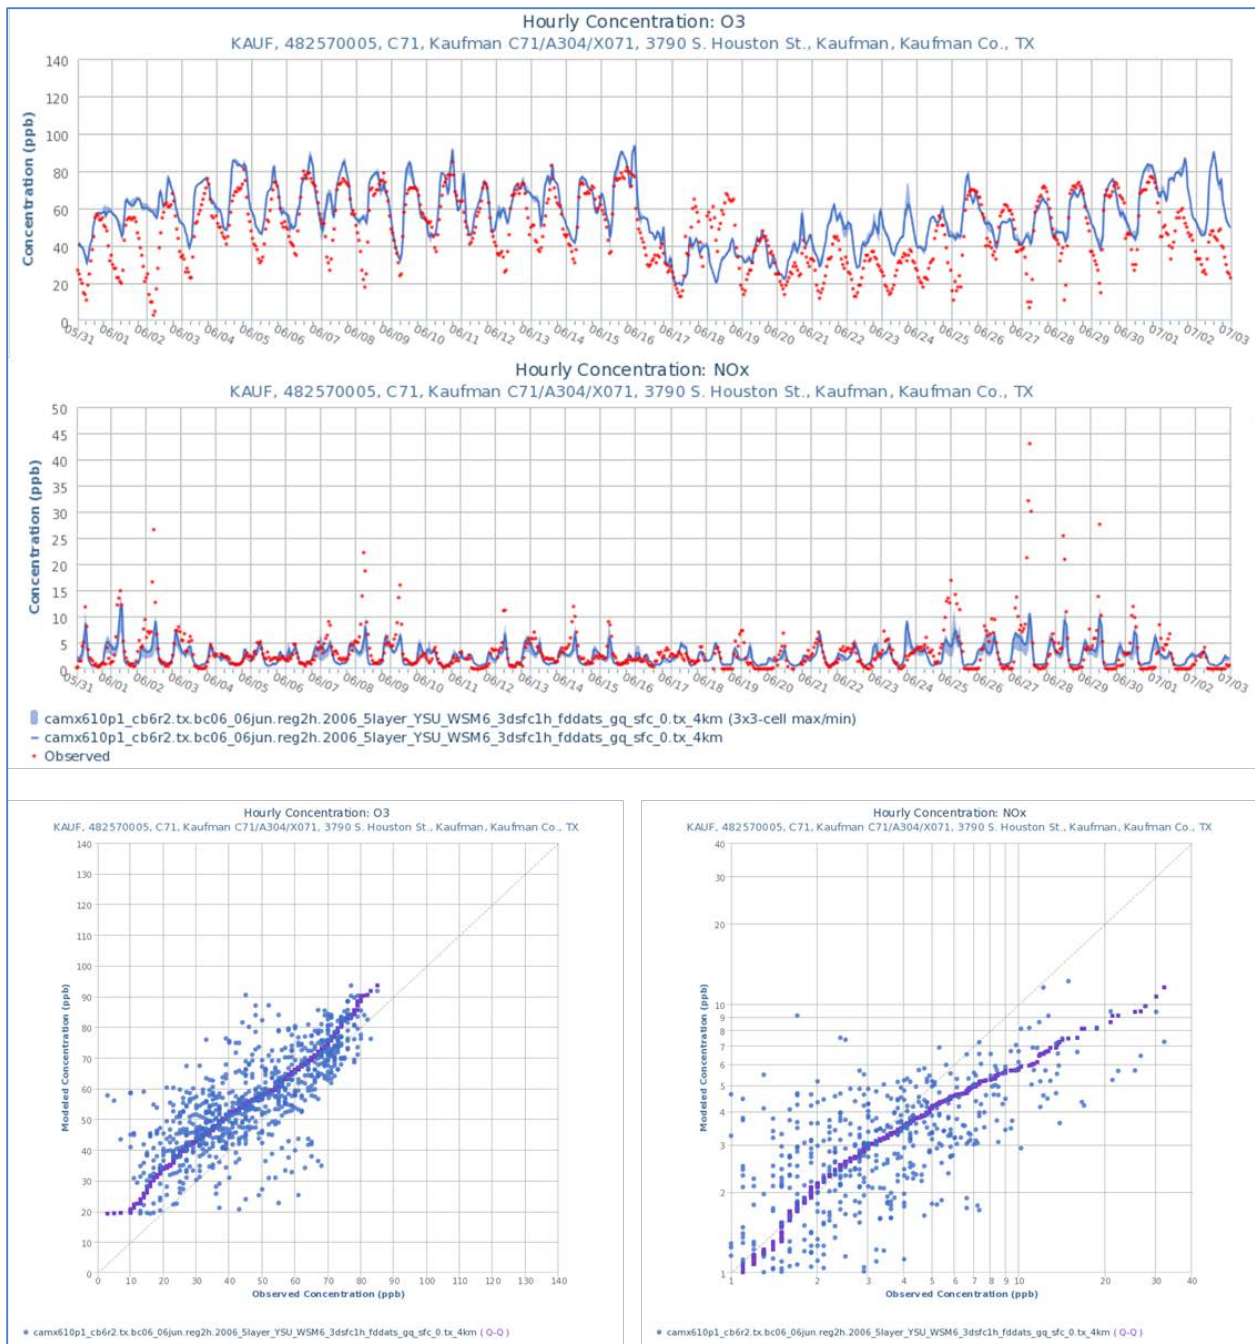 Hourly Concentration: O3
KAUF, 482570005, C71, Kaufman C71/A304/X071, 3790 S. Houston St., Kaufman, Kaufman Co., TX
140
120
100
80
60
40
20
0
Concentration (ppb)
05/31 06/01 06/02 06/03 06/04 06/05 06/06 06/07 06/08 06/09 06/10 06/11 06/12 06/13 06/14 06/15 06/16 06/17 06/18 06/19 06/20 06/21 06/22 06/23 06/24 06/25 06/26 06/27 06/28 06/29 06/30 07/01 07/02 07/03
Hourly Concentration: NOx
KAUF, 482570005, C71, Kaufman C71/A304/X071, 3790 S. Houston St., Kaufman, Kaufman Co., TX
50
45
40
35
30
25
20
15
10
5
0
Concentration (ppb)
05/31 06/01 06/02 06/03 06/04 06/05 06/06 06/07 06/08 06/09 06/10 06/11 06/12 06/13 06/14 06/15 06/16 06/17 06/18 06/19 06/20 06/21 06/22 06/23 06/24 06/25 06/26 06/27 06/28 06/29 06/30 07/01 07/02 07/03
camx610p1_cb6r2.tx.bc06_06jun.reg2h.2006_5layer_YSU_WSM6_3dsfc1h_fddats_gq_sfc_0.tx_4km (3x3-cell max/min)
camx610p1_cb6r2.tx.bc06_06jun.reg2h.2006_5layer_YSU_WSM6_3dsfc1h_fddats_gq_sfc_0.tx_4km
Observed
Hourly Concentration: O3
KAUF, 482570005, C71, Kaufman C71/A304/X071, 3790 S. Houston St., Kaufman, Kaufman Co., TX
140
130
120
110
100
90
80
70
60
50
40
30
20
10
0
Modeled Concentration (ppb)
0 10 20 30 40 50 60 70 80 90 100 110 120 130 140
Observed Concentration (ppb)
camx610p1_cb6r2.tx.bc06_06jun.reg2h.2006_5layer_YSU_WSM6_3dsfc1h_fddats_gq_sfc_0.tx_4km ( Q-Q )
Hourly Concentration: NOx
KAUF, 482570005, C71, Kaufman C71/A304/X071, 3790 S. Houston St., Kaufman, Kaufman Co., TX
40
30
20
10
9
8
7
6
5
4
3
2
1
Modeled Concentration (ppb)
1 2 3 4 5 6 7 8 9 10 20 30 40
Observed Concentration (ppb)
camx610p1_cb6r2.tx.bc06_06jun.reg2h.2006_5layer_YSU_WSM6_3dsfc1h_fddats_gq_sfc_0.tx_4km ( Q-Q )